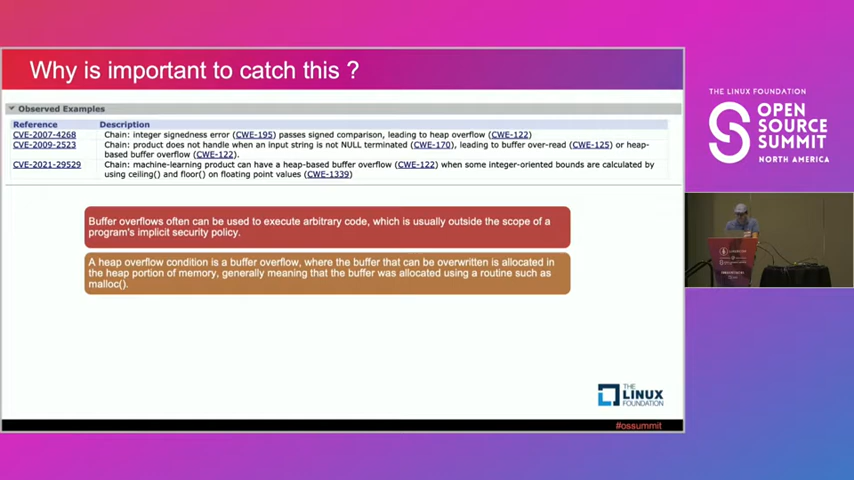 Why is important to catch this ?
Observed Examples
Reference Description
CVE-2007-4268 Chain: integer signedness error (CWE-195) passes signed comparison, leading to heap overflow (CWE-122)
CVE-2009-2523 Chain: product does not handle when an input string is not NULL terminated (CWE-170), leading to buffer over-read (CWE-125) or heap-
based buffer overflow (CWE-122).
CVE-2021-29529 Chain: machine-learning product can have a heap-based buffer overflow (CWE-122) when some integer-oriented bounds are calculated by
using ceiling() and floor() on floating point values (CWE-1339)
Buffer overflows often can be used to execute arbitrary code, which is usually outside the scope of a
program's implicit security policy.
A heap overflow condition is a buffer overflow, where the buffer that can be overwritten is allocated in
the heap portion of memory, generally meaning that the buffer was allocated using a routine such as
malloc().
THE
LINUX
FOUNDATION
#ossummit
THE LINUX FOUNDATION
OPEN
SOURCE
SUMMIT
NORTH AMERICA